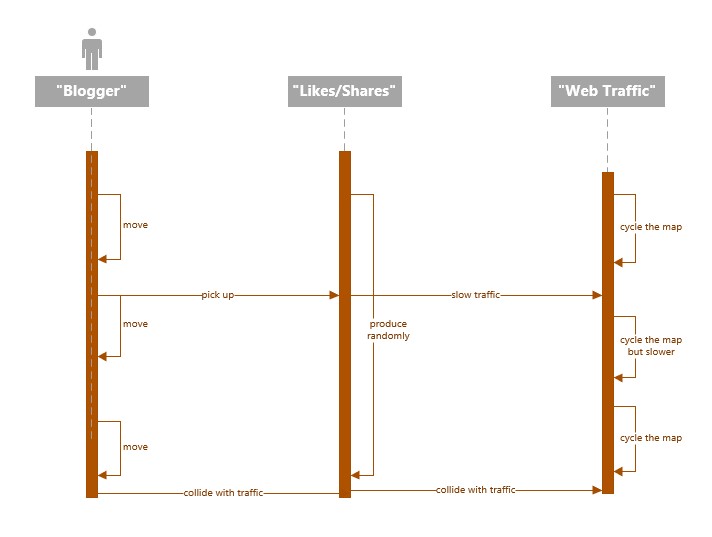 "Blogger"
"Likes/Shares"
"Web Traffic"
move
cycle the map
pick up
slow traffic
move
produce
randomly
cycle the map
but slower
move
cycle the map
collide with traffic
collide with traffic